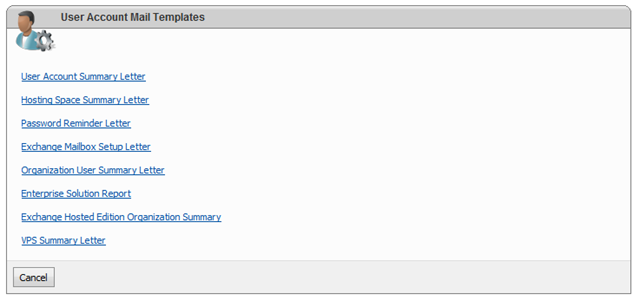 User Account Mail Templates
User Account Summary Letter
Hosting Space Summary Letter
Password Reminder Letter
Exchange Mailbox Setup Letter
Organization User Summary Letter
Enterprise Solution Report
Exchange Hosted Edition Organization Summary
VPS Summary Letter
Cancel